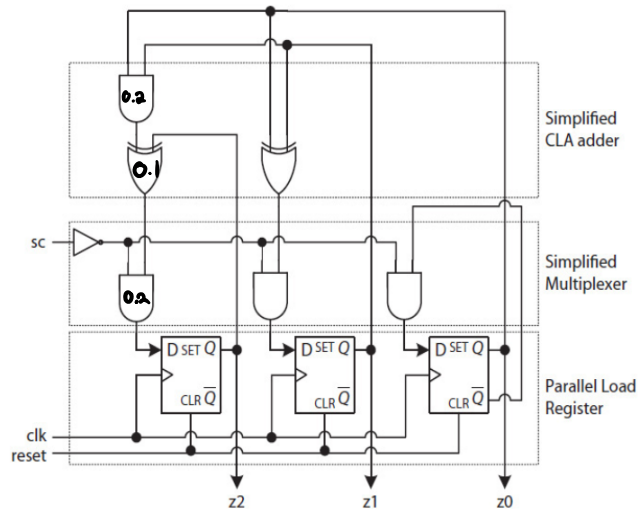 0.2
Simplified
CLA adder
0.1
sc
Simplified
Multiplexer
0.2
D SET Q
CLR Q̅
D SET Q
CLR Q̅
D SET Q
CLR Q̅
Parallel Load
Register
clk
reset
z2
z1
z0